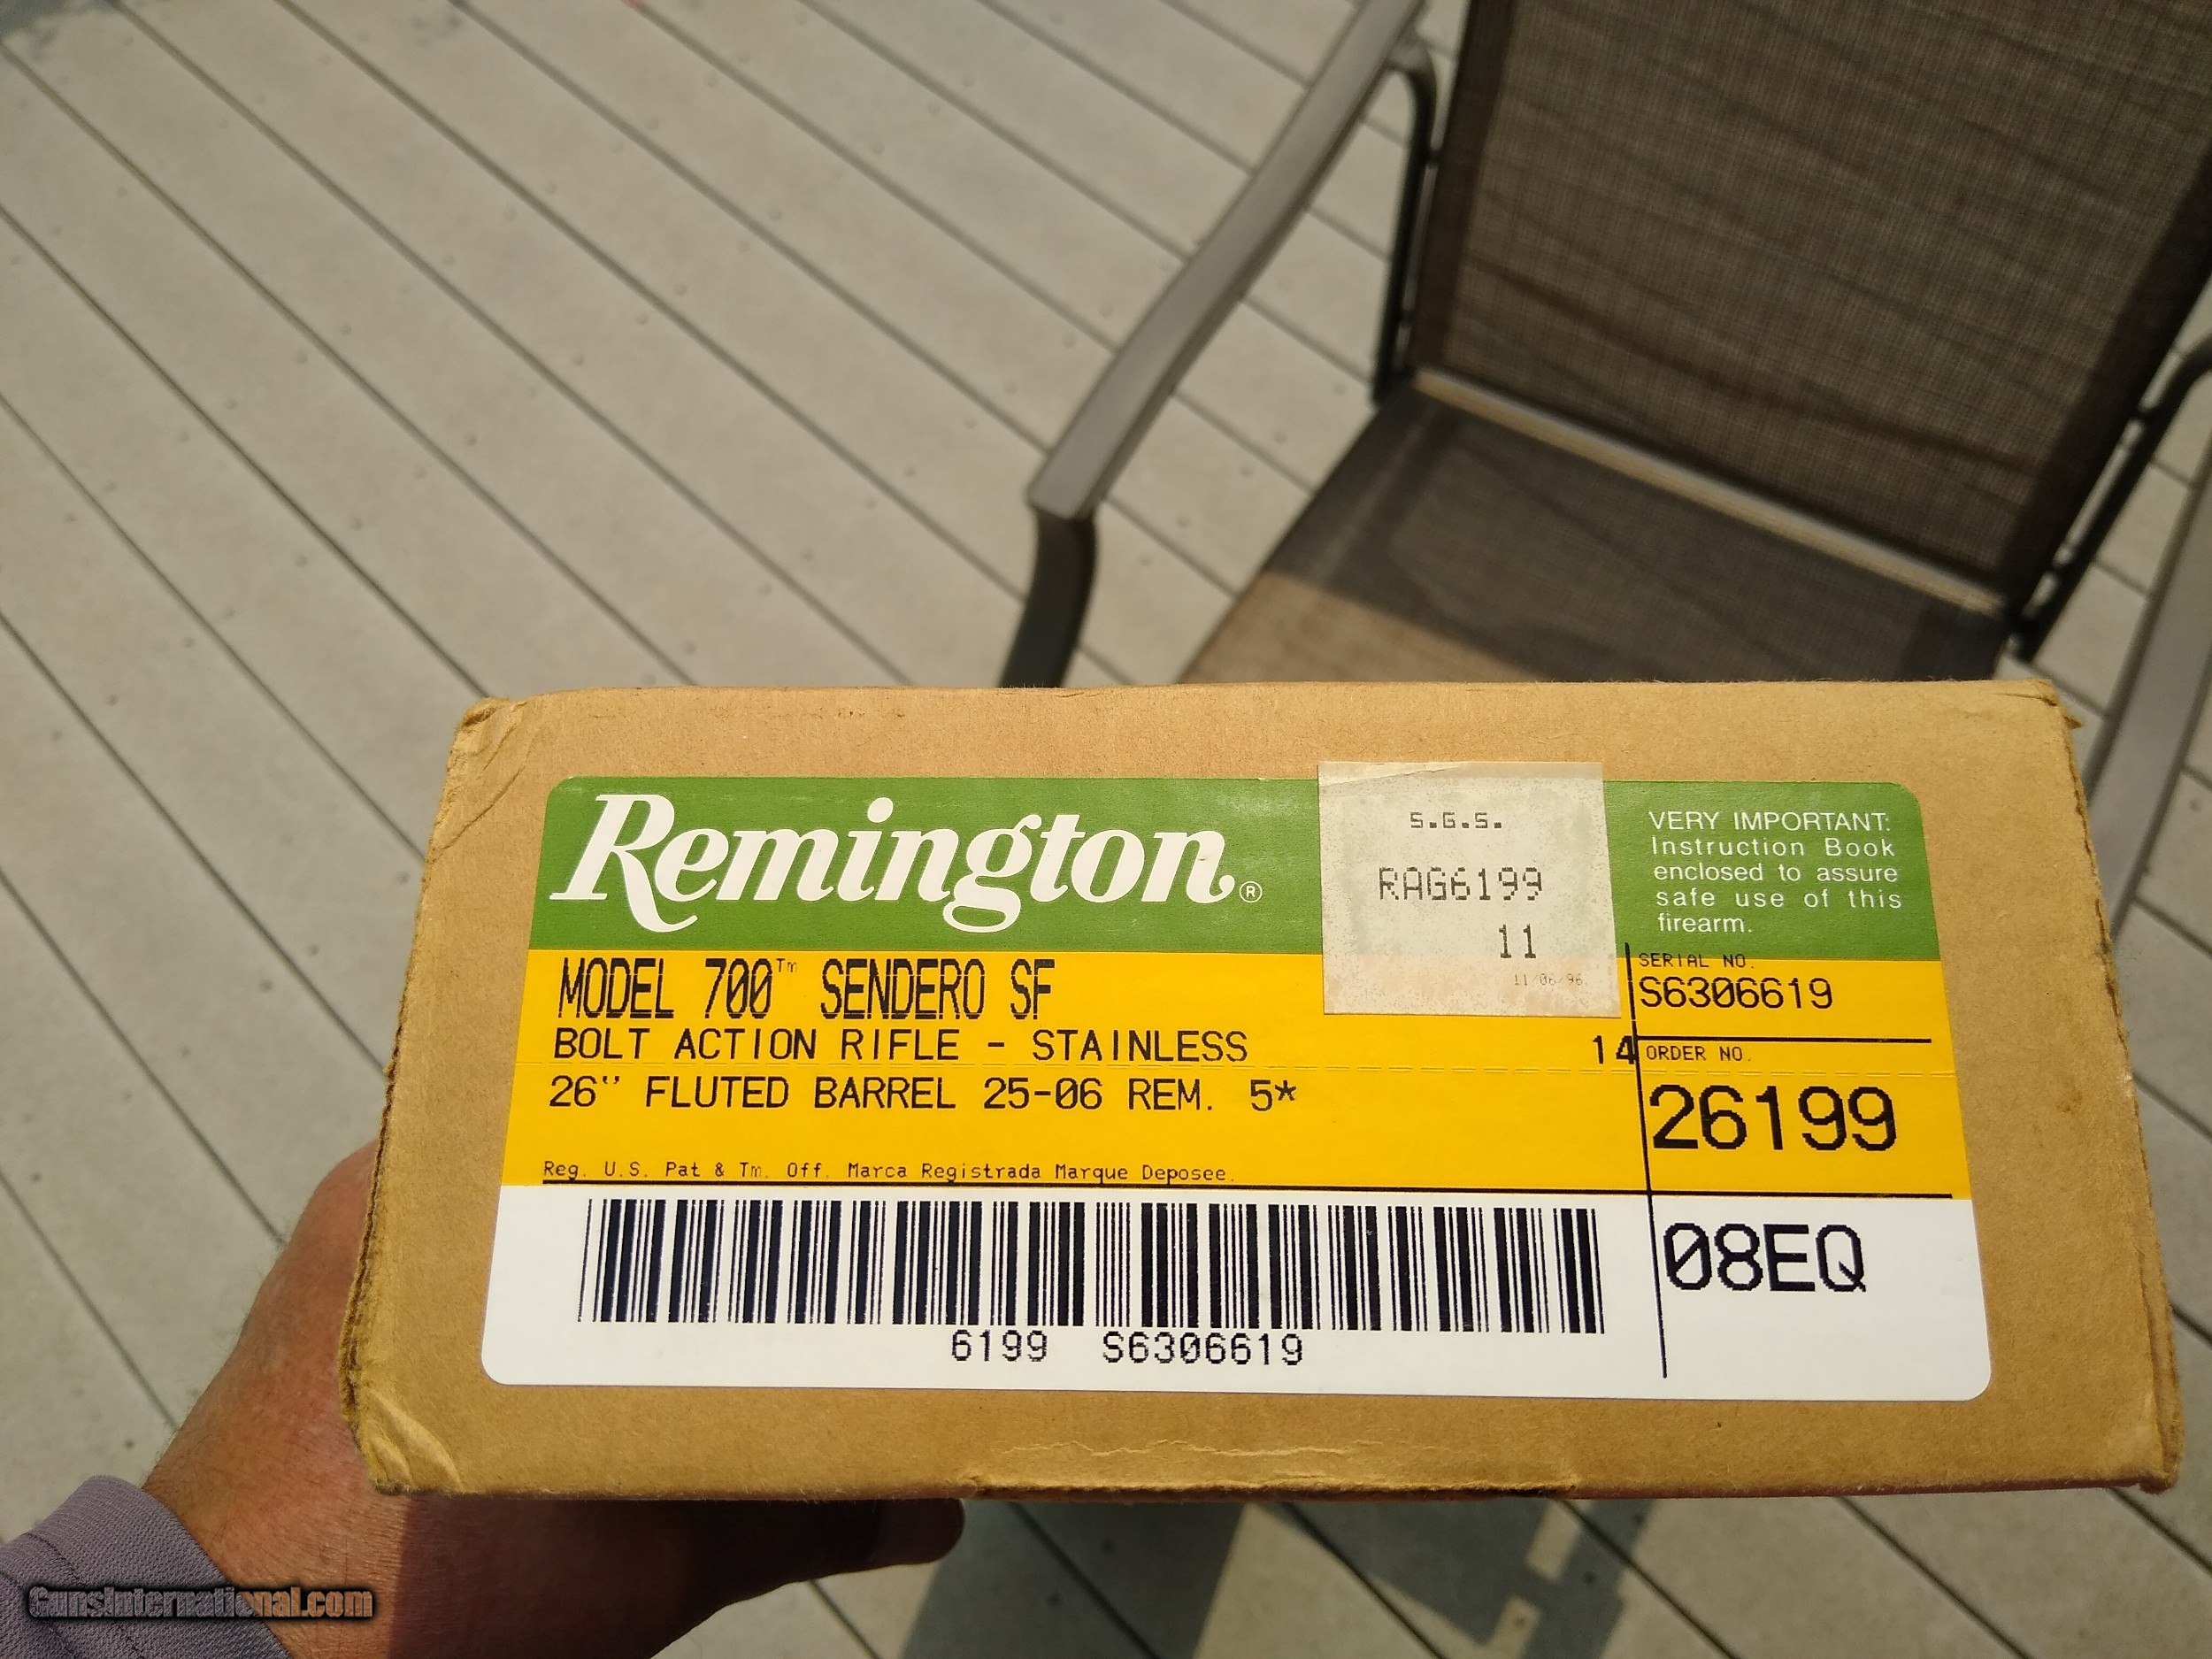 Remington®
S.G.S.
RAG6199
11
11/06/96
VERY IMPORTANT:
Instruction Book
enclosed to assure
safe use of this
firearm.
MODEL 700™ SENDERO SF
BOLT ACTION RIFLE - STAINLESS
14
26" FLUTED BARREL 25-06 REM. 5*
Reg. U.S. Pat & Tm. Off. Marca Registrada Marque Deposee.
SERIAL NO.
S6306619
ORDER NO.
26199
08EQ
6199 S6306619
GunsInternational.com